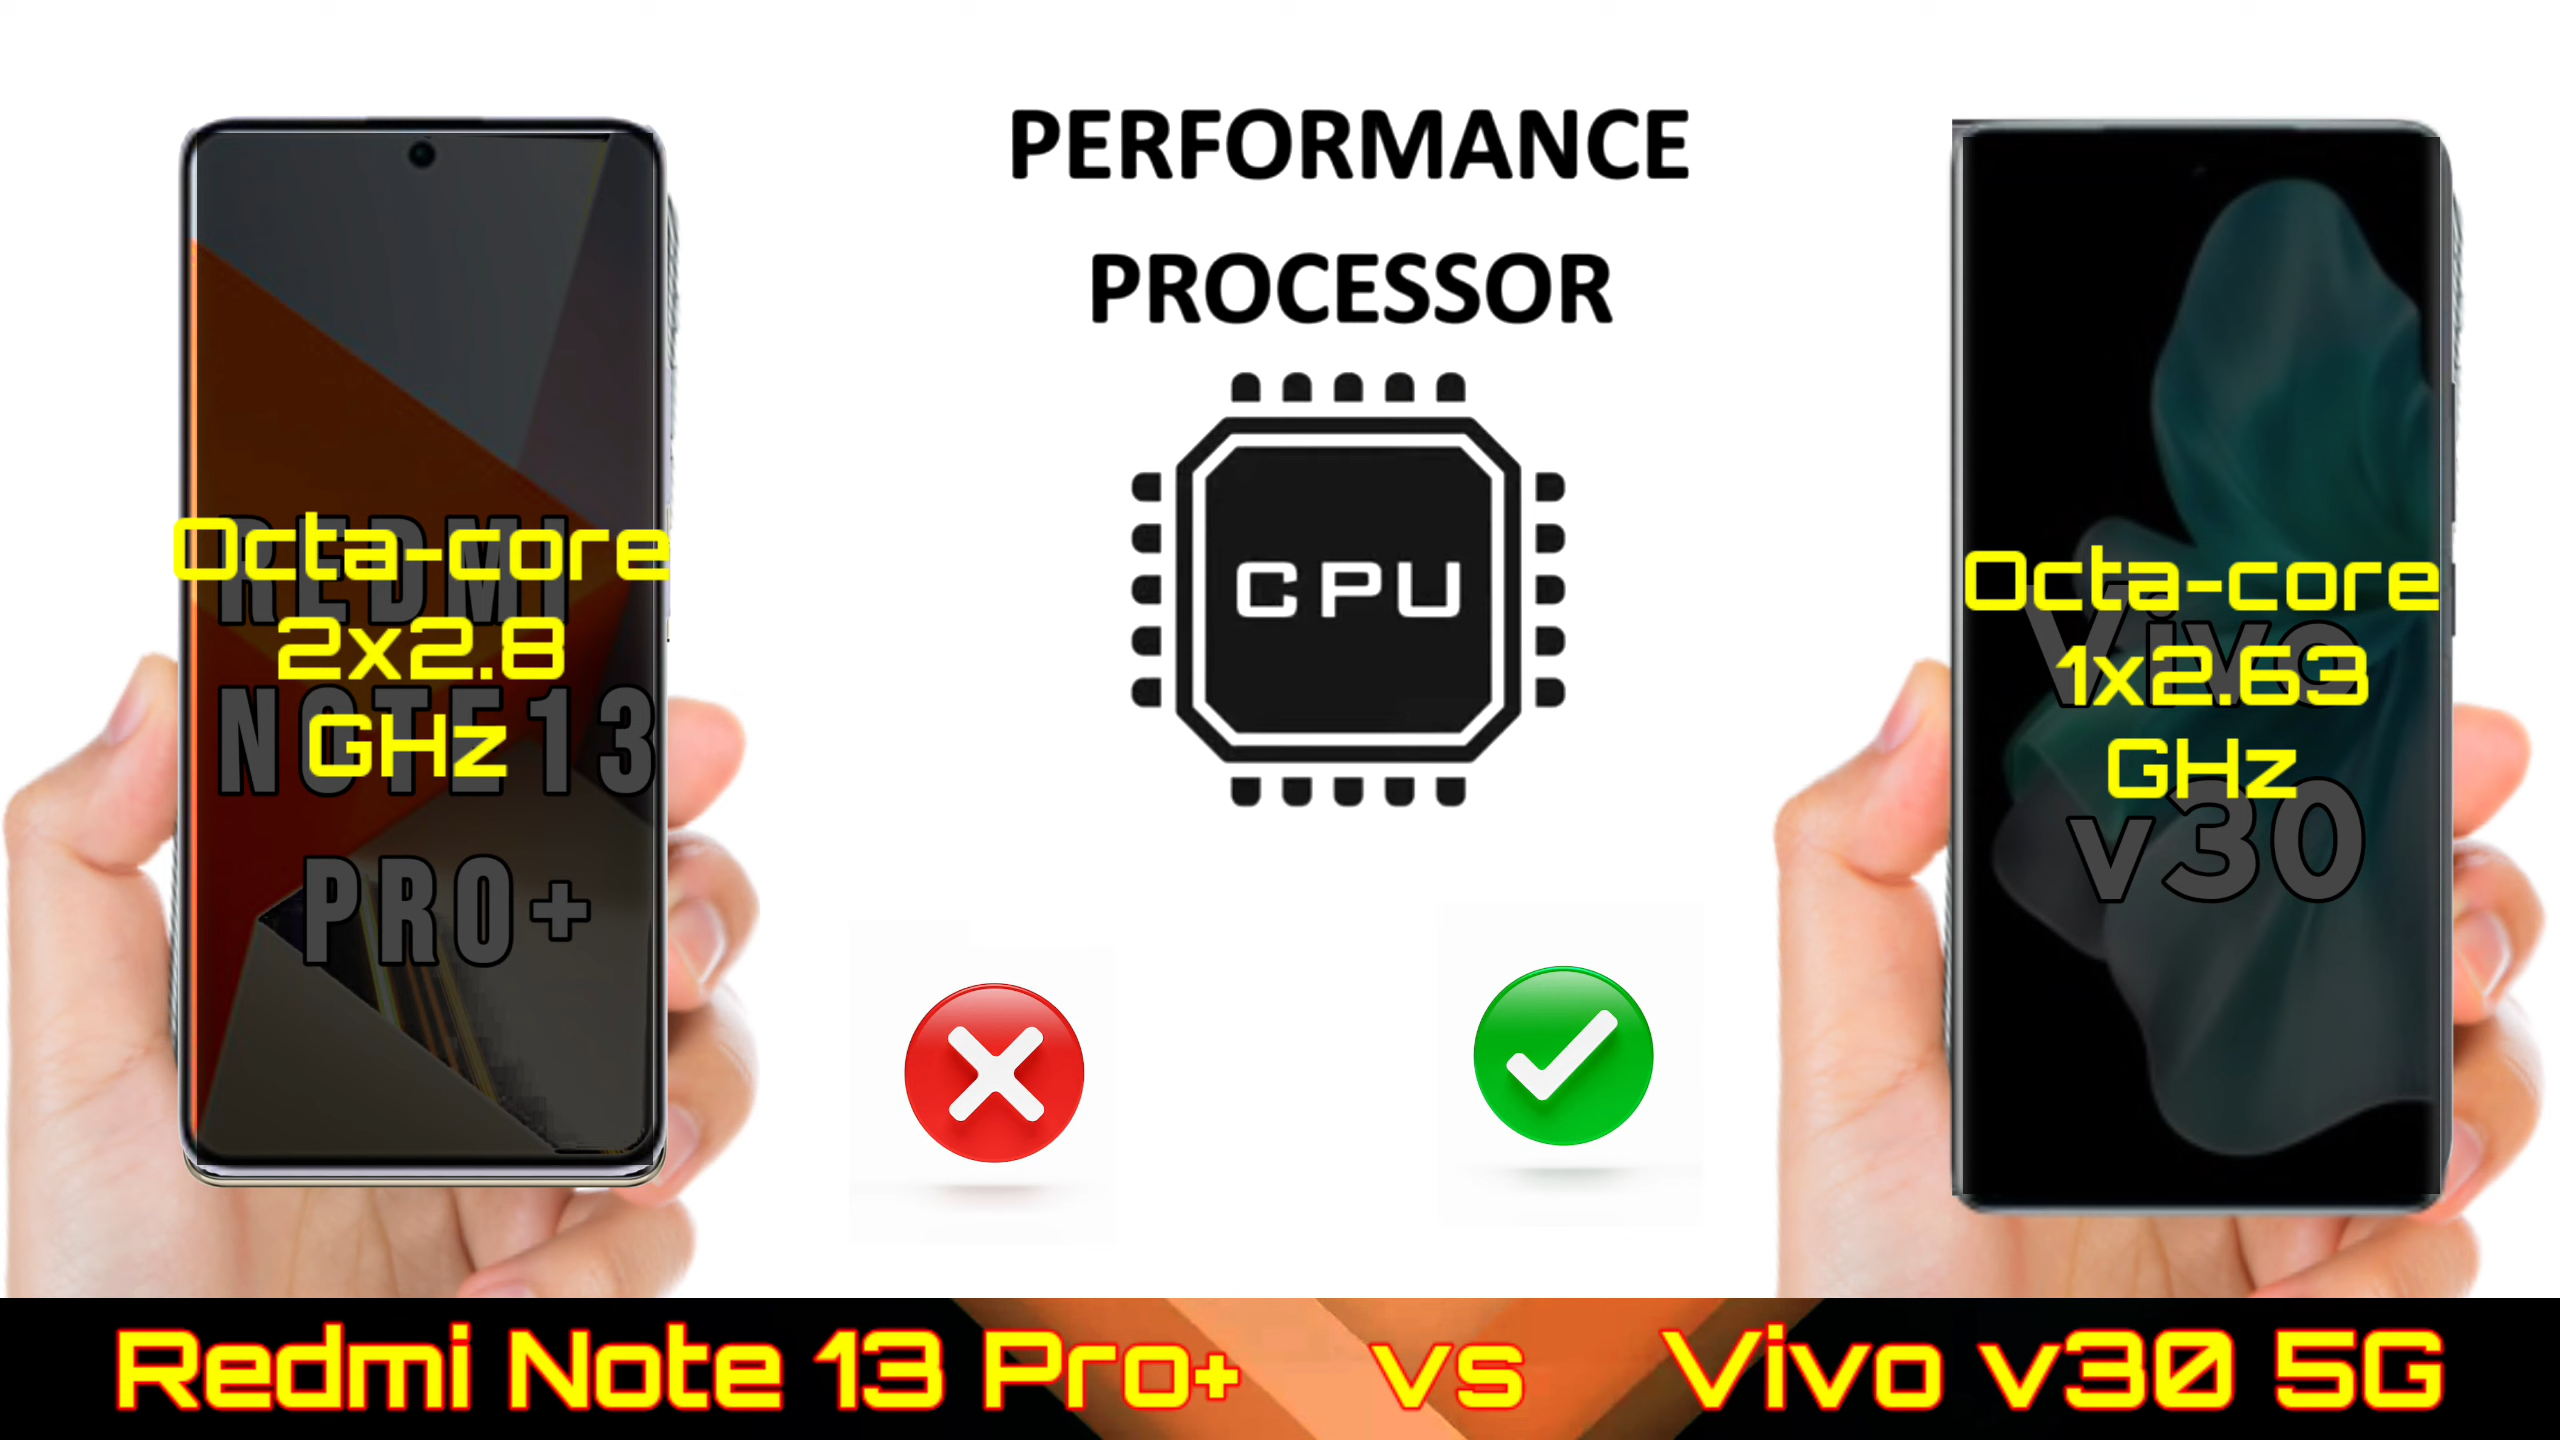 PERFORMANCE
PROCESSOR
CPU
REDMI
NOTE 13
PRO+
Octa-core
2x2.8
GHz
Vivo
v30
Octa-core
1x2.63
GHz
Redmi Note 13 Pro+ vs Vivo v30 5G